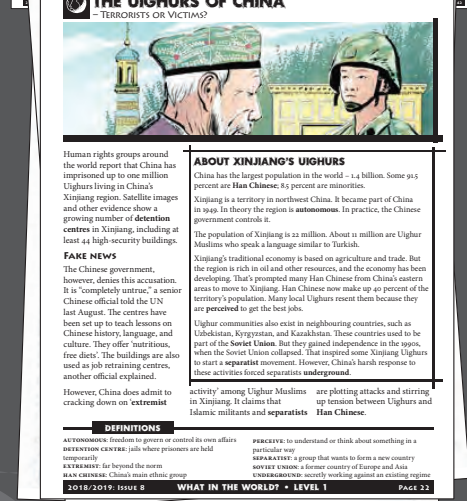 THE UIGHURS OF CHINA
– TERRORISTS OR VICTIMS?
Human rights groups around
the world report that China has
imprisoned up to one million
Uighurs living in China's
Xinjiang region. Satellite images
and other evidence show a
growing number of detention
centres in Xinjiang, including at
least 44 high-security buildings.
FAKE NEWS
The Chinese government,
however, denies this accusation.
It is "completely untrue," a senior
Chinese official told the UN
last August. The centres have
been set up to teach lessons on
Chinese history, language, and
culture. They offer 'nutritious,
free diets'. The buildings are also
used as job retraining centres,
another official explained.
However, China does admit to
cracking down on 'extremist
ABOUT XINJIANG'S UIGHURS
China has the largest population in the world – 1.4 billion. Some 91.5
percent are Han Chinese; 8.5 percent are minorities.
Xinjiang is a territory in northwest China. It became part of China
in 1949. In theory the region is autonomous. In practice, the Chinese
government controls it.
The population of Xinjiang is 22 million. About 11 million are Uighur
Muslims who speak a language similar to Turkish.
Xinjiang's traditional economy is based on agriculture and trade. But
the region is rich in oil and other resources, and the economy has been
developing. That's prompted many Han Chinese from China's eastern
areas to move to Xinjiang. Han Chinese now make up 40 percent of the
territory's population. Many local Uighurs resent them because they
are perceived to get the best jobs.
Uighur communities also exist in neighbouring countries, such as
Uzbekistan, Kyrgyzstan, and Kazakhstan. These countries used to be
part of the Soviet Union. But they gained independence in the 1990s,
when the Soviet Union collapsed. That inspired some Xinjiang Uighurs
to start a separatist movement. However, China's harsh response to
these activities forced separatists underground.
activity' among Uighur Muslims
in Xinjiang. It claims that
Islamic militants and separatists
are plotting attacks and stirring
up tension between Uighurs and
Han Chinese.
DEFINITIONS
AUTONOMOUS: freedom to govern or control its own affairs
DETENTION CENTRE: jails where prisoners are held
temporarily
EXTREMIST: far beyond the norm
HAN CHINESE: China's main ethnic group
PERCEIVE: to understand or think about something in a
particular way
SEPARATIST: a group that wants to form a new country
SOVIET UNION: a former country of Europe and Asia
UNDERGROUND: secretly working against an existing regime
2018/2019: ISSUE 8 WHAT IN THE WORLD? • LEVEL 1 PAGE 22